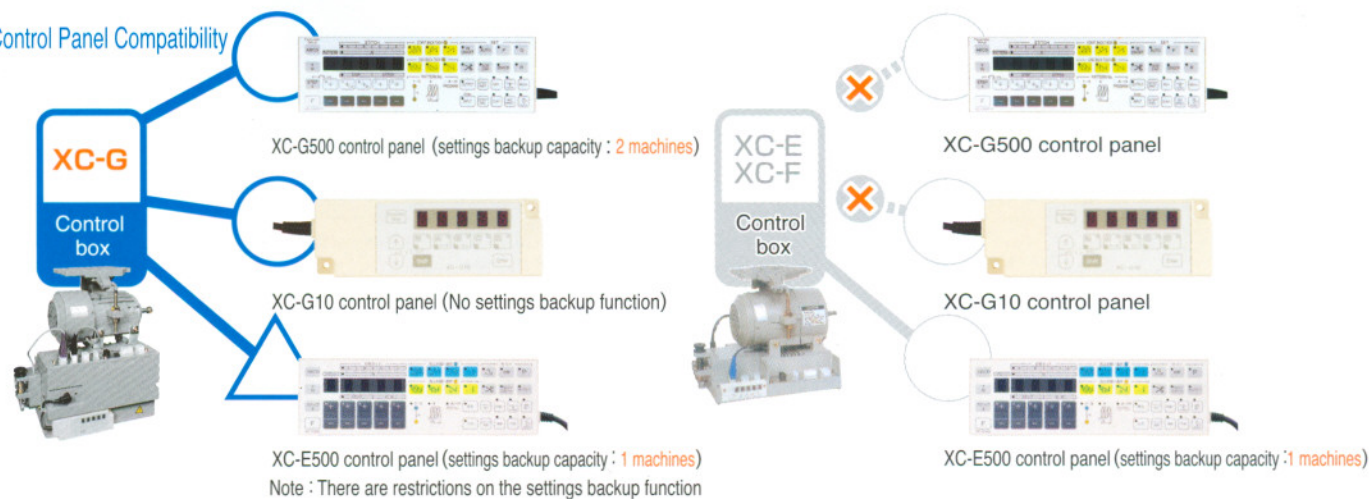 Control Panel Compatibility
XC-G500 control panel (settings backup capacity : 2 machines)
XC-G
Control
box
XC-G10 control panel (No settings backup function)
XC-E500 control panel (settings backup capacity : 1 machines)
Note : There are restrictions on the settings backup function
XC-G500 control panel
XC-E
XC-F
Control
box
XC-G10 control panel
XC-E500 control panel (settings backup capacity :1 machines)